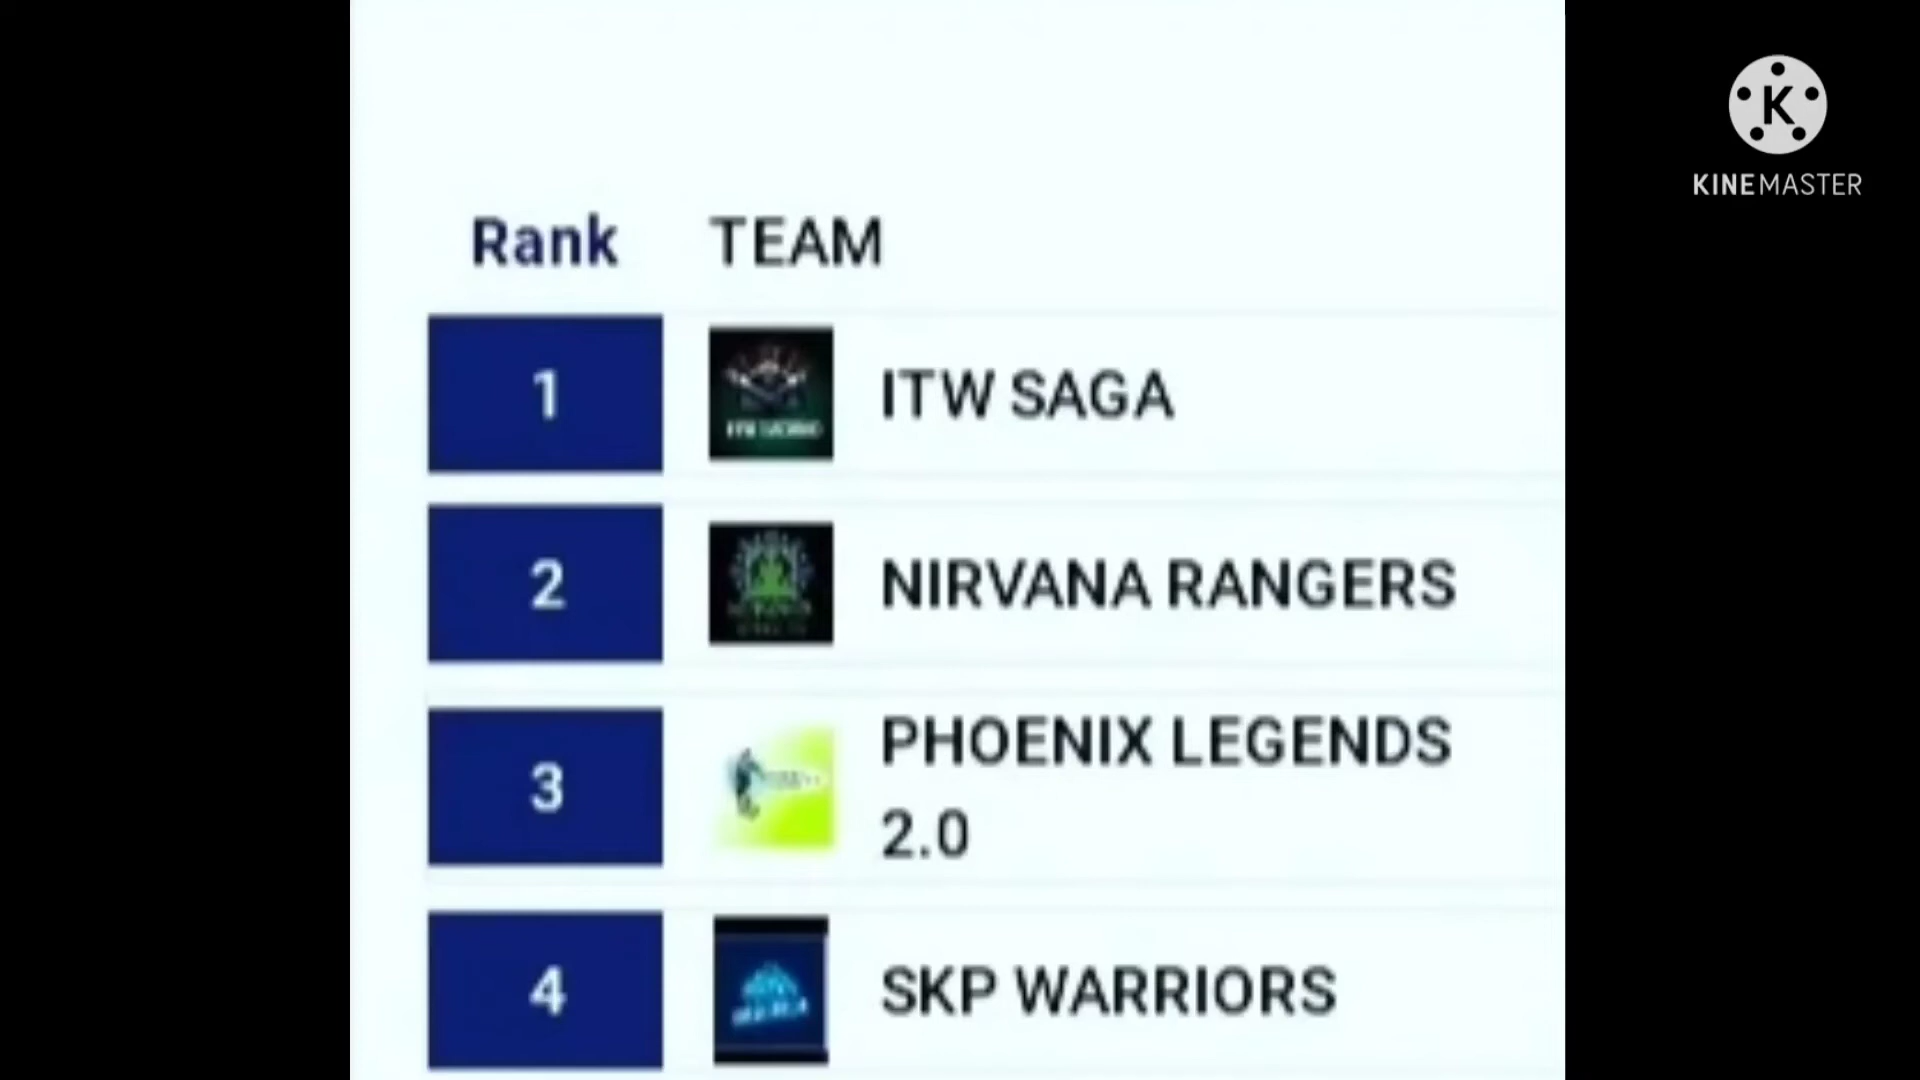 K
KINEMASTER
Rank TEAM
1 ITW SAGA
2 NIRVANA RANGERS
3 PHOENIX LEGENDS
2.0
4 SKP WARRIORS